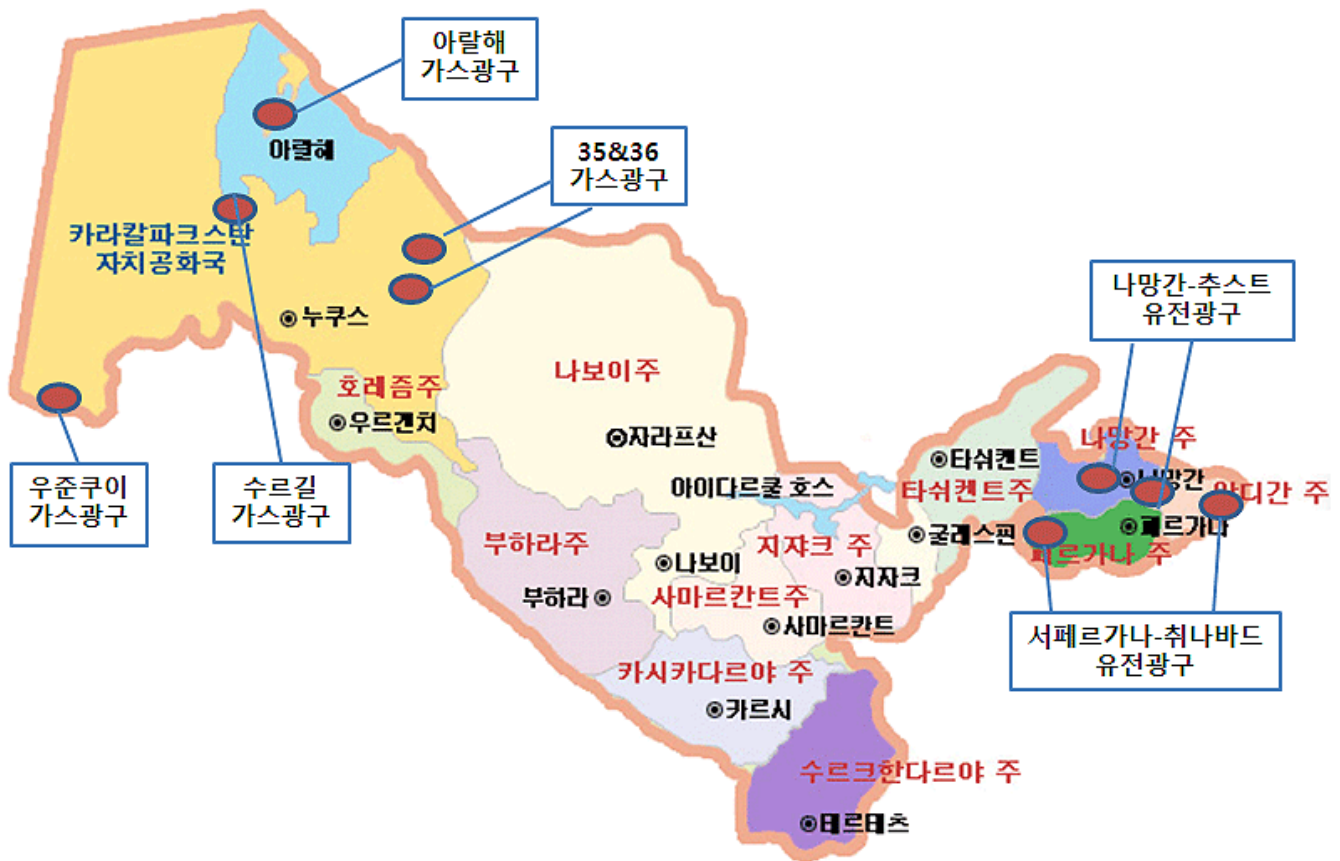 아랄해
가스광구
아랄해
35&36
가스광구
카라칼파크스탄
자치공화국
누쿠스
나망간-추스트
유전광구
호레즘주
나보이주
우르겐치
자라프산
나망간 주
타쉬켄트
나망간
아이다르쿨 호스
타쉬켄트주
안디간 주
우준쿠이
가스광구
수르길
가스광구
부하라주
지쟈크 주
굴레스핀
페르가나
페르가나 주
나보이
지자크
부하라
사마르칸트주
사마르칸트
서페르가나-취나바드
유전광구
카시카다르야 주
카르시
수르크한다르야 주
테르테츠